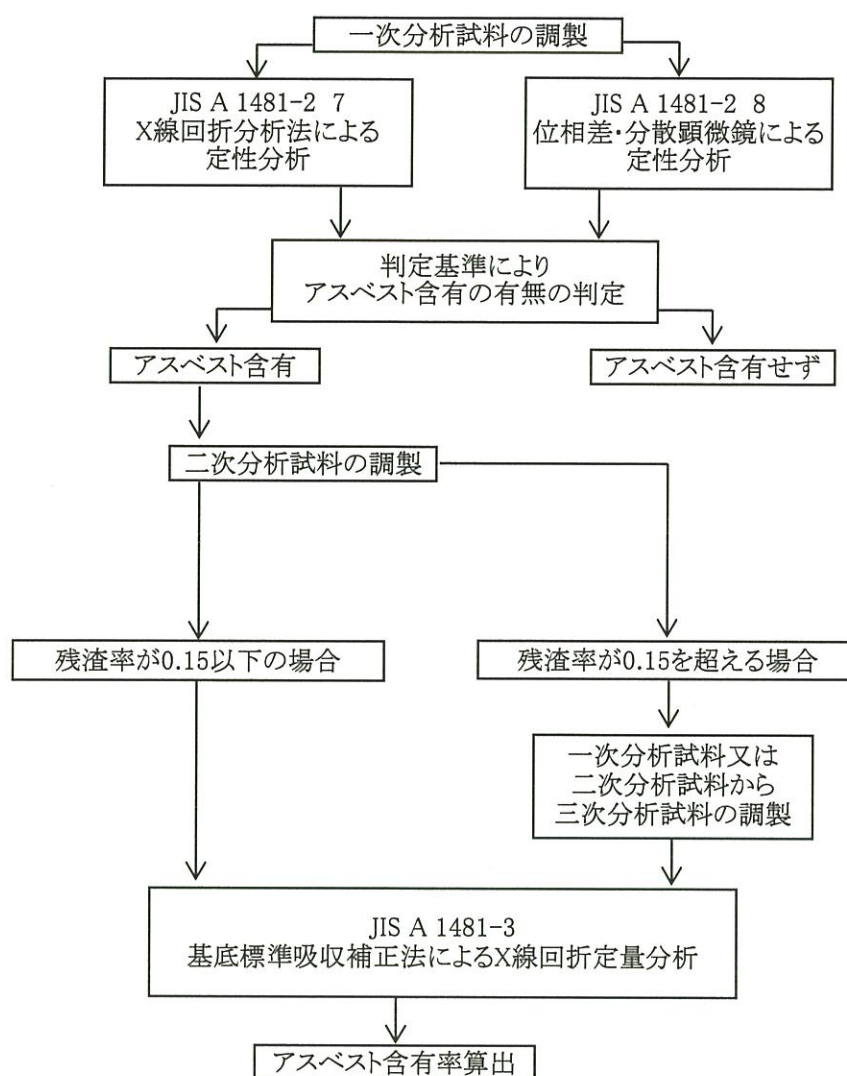 一次分析試料の調製
JIS A 1481-2 7
X線回折分析法による
定性分析
JIS A 1481-2 8
位相差・分散顕微鏡による
定性分析
判定基準により
アスベスト含有の有無の判定
アスベスト含有
アスベスト含有せず
二次分析試料の調製
残渣率が0.15以下の場合
残渣率が0.15を超える場合
一次分析試料又は
二次分析試料から
三次分析試料の調製
JIS A 1481-3
基底標準吸収補正法によるX線回折定量分析
アスベスト含有率算出